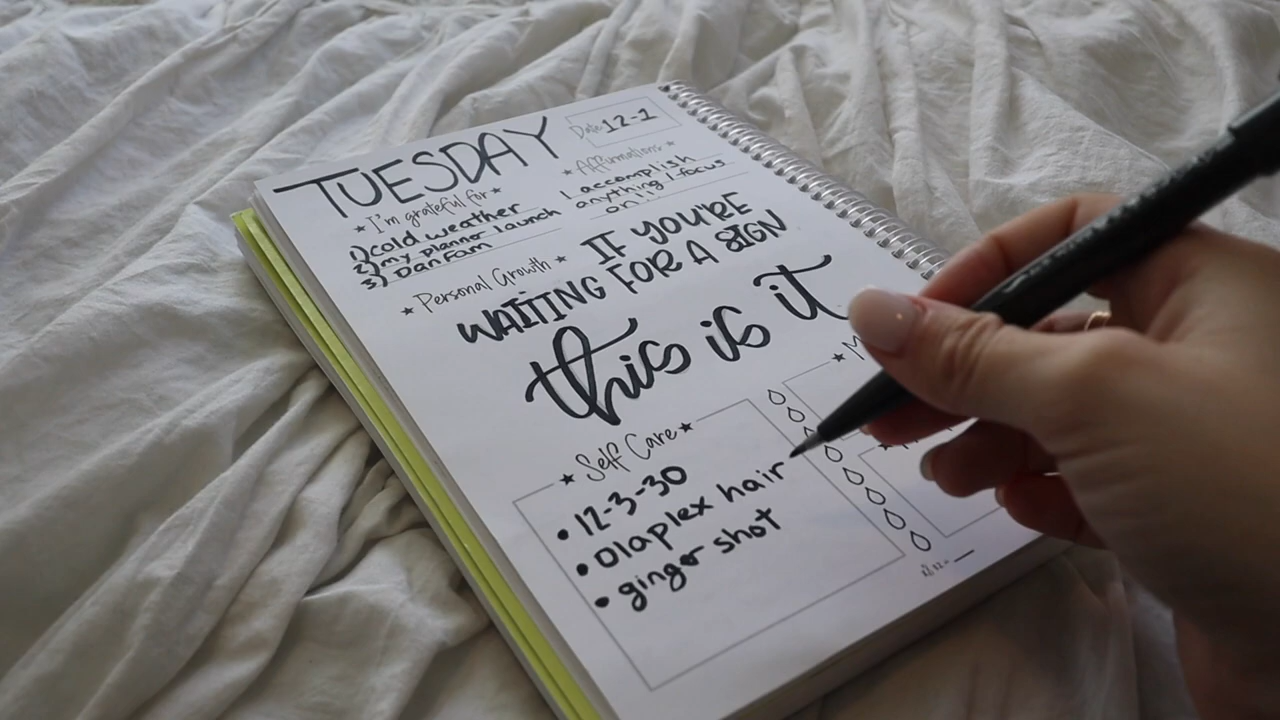 TUESDAY
Date 12-1
I'm grateful for
1) cold weather
2) my planner launch
3) DanFam
Affirmations
I accomplish
anything I focus
on..
Personal Growth
IF YOU'RE
WAITING FOR A SIGN
this is it
Self Care
• 12-3-30
• Olaplex hair
• ginger shot